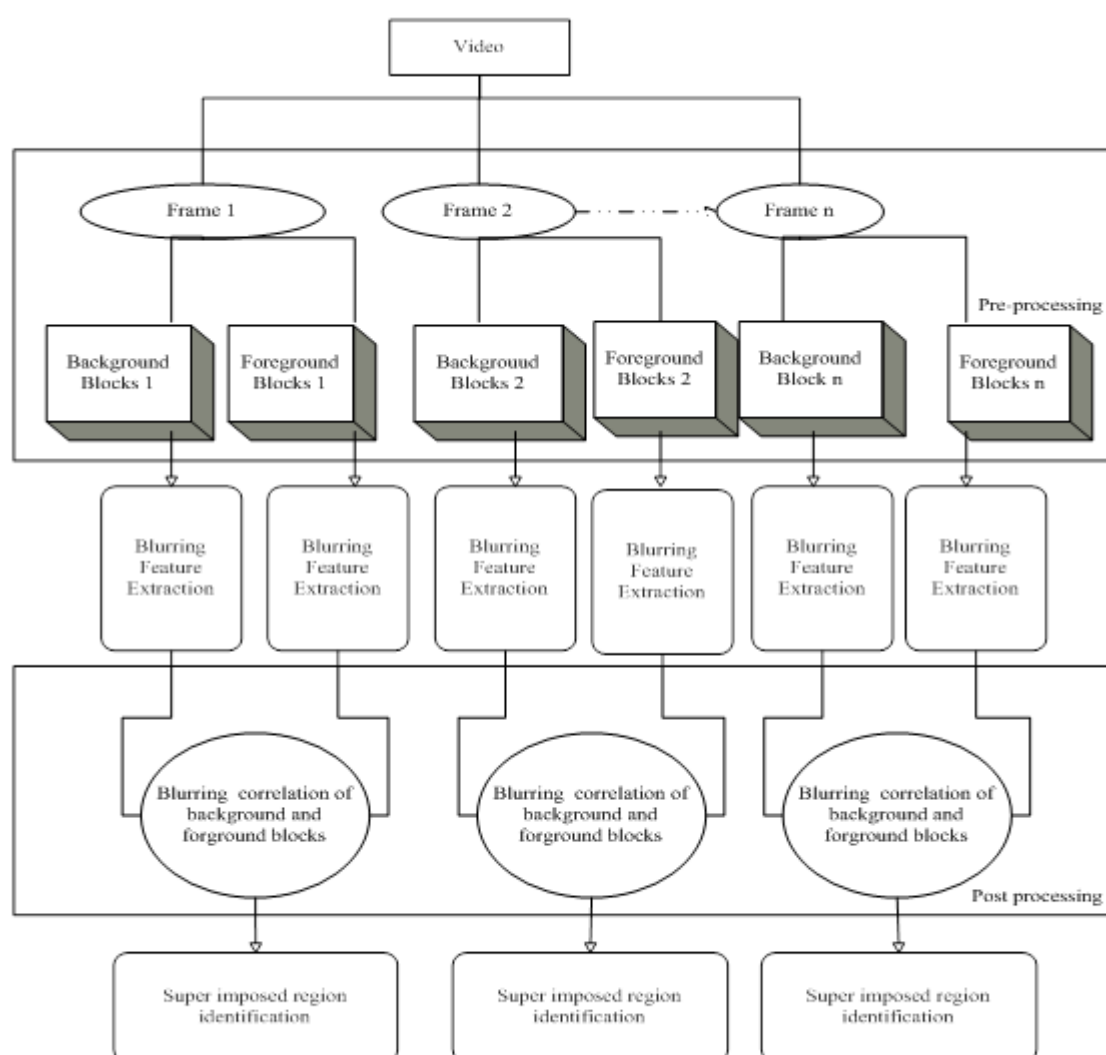 Video
Frame 1
Frame 2
Frame n
Pre-processing
Background
Blocks 1
Foreground
Blocks 1
Backgrouud
Blocks 2
Foreground
Blocks 2
Background
Block n
Foreground
Blocks n
Blurring
Feature
Extraction
Blurring
Feature
Extraction
Blurring
Feature
Extraction
Blurring
Feature
Extraction
Blurring
Feature
Extraction
Blurring
Feature
Extraction
Blurring correlation of
background and
forground blocks
Blurring correlation of
background and
forground blocks
Blurring correlation of
background and
forground blocks
Post processing
Super imposed region
identification
Super imposed region
identification
Super imposed region
identification